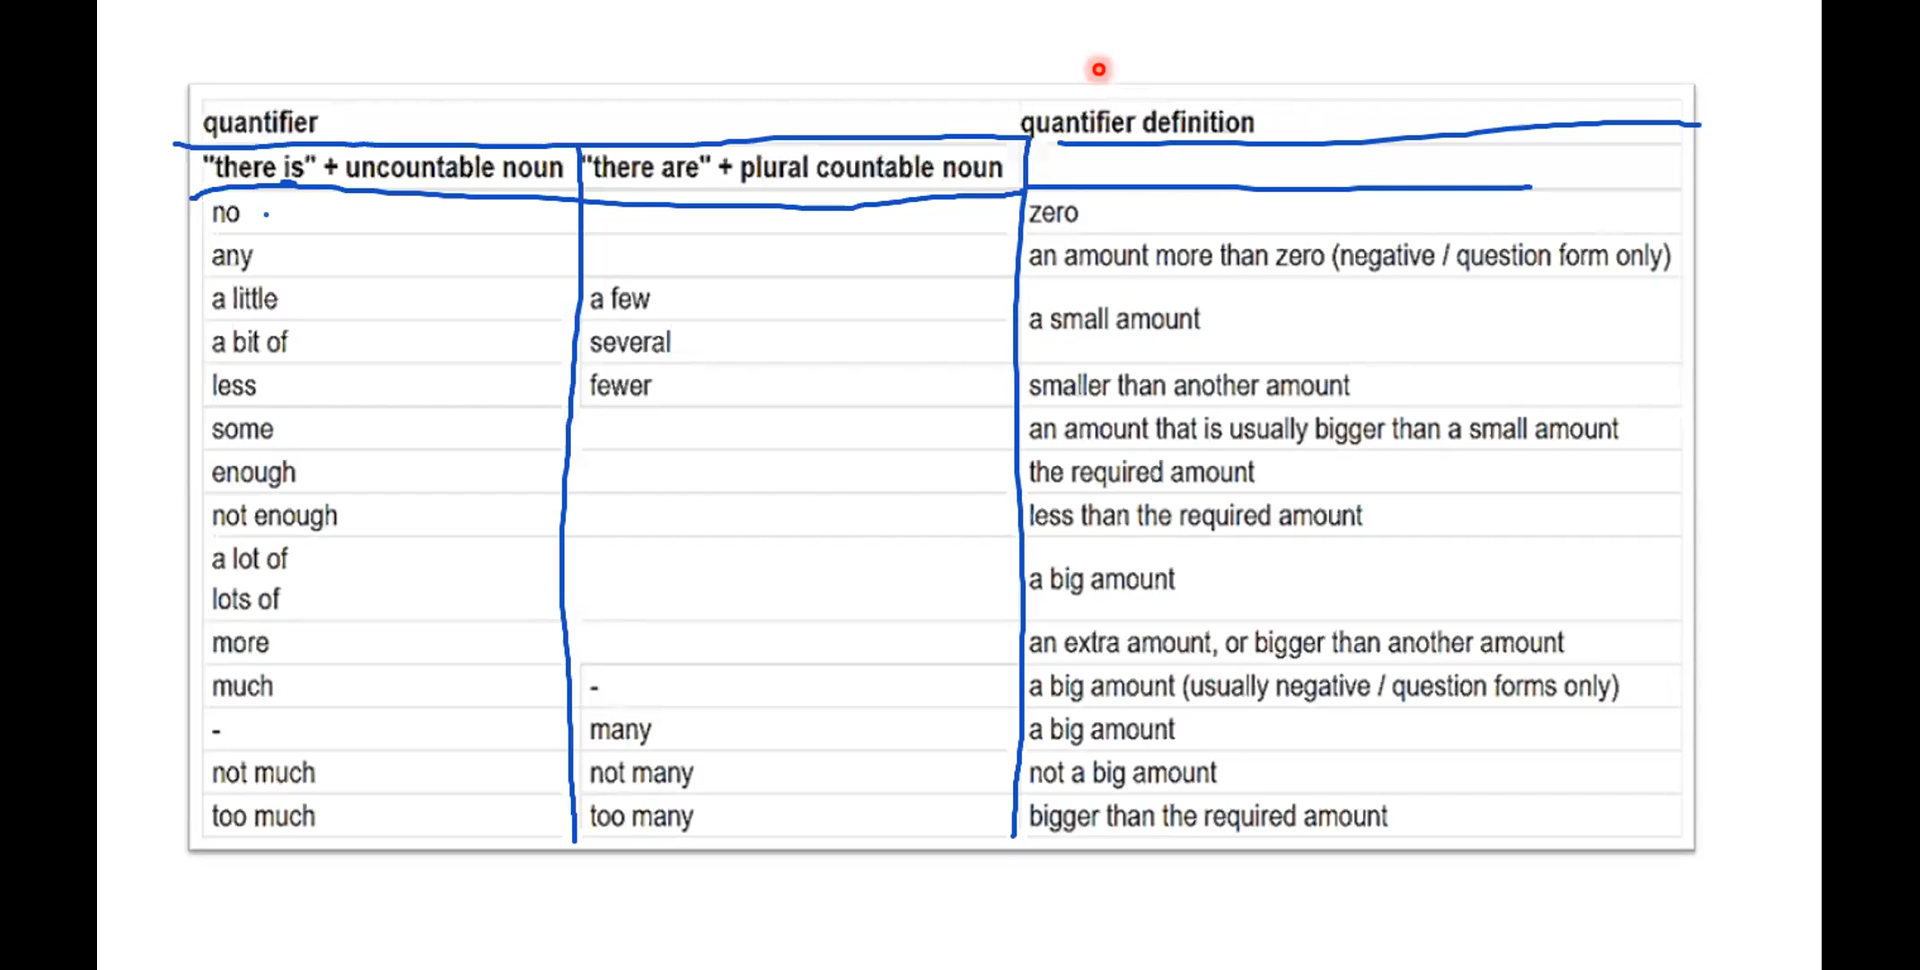 quantifier quantifier definition
"there is" + uncountable noun "there are" + plural countable noun
no zero
any an amount more than zero (negative / question form only)
a little a few
a small amount
a bit of several
less fewer smaller than another amount
some an amount that is usually bigger than a small amount
enough the required amount
not enough less than the required amount
a lot of
a big amount
lots of
more an extra amount, or bigger than another amount
much - a big amount (usually negative / question forms only)
- many a big amount
not much not many not a big amount
too much too many bigger than the required amount